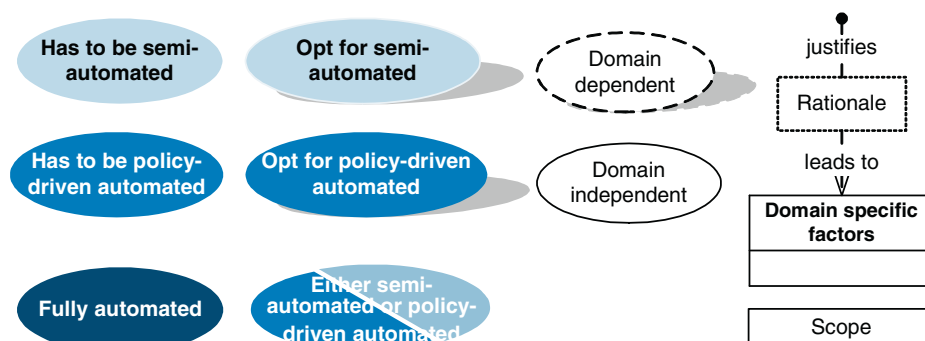 Has to be semi-
automated
Opt for semi-
automated
Domain
dependent
justifies
Rationale
Has to be policy-
driven automated
Opt for policy-driven
automated
Domain
independent
leads to
Domain specific
factors
Fully automated
Either semi-
automated or policy-
driven automated
Scope